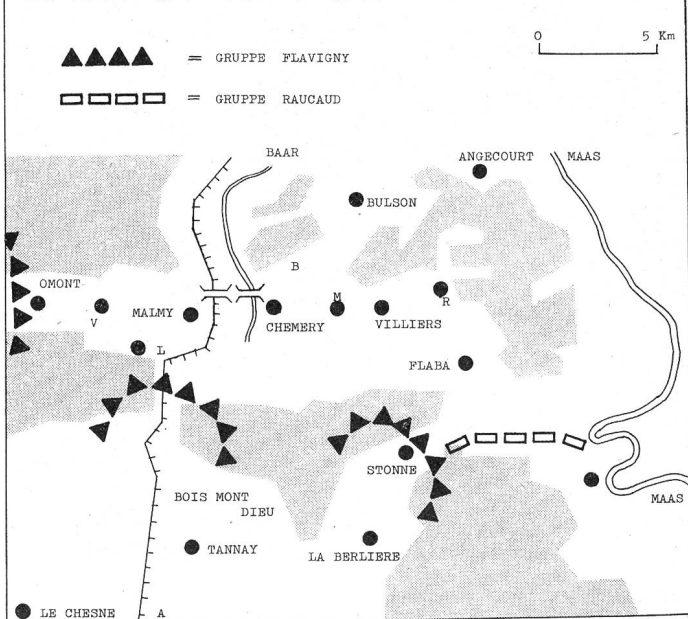 0 5 Km
= GRUPPE FLAVIGNY
= GRUPPE RAUCAUD
BAAR
ANGECOURT
MAAS
BULSON
B
OMONT
V
MALMY
CHEMERY
M
VILLIERS
R
L
FLABA
STONNE
BOIS MONT
DIEU
MAAS
TANNAY
LA BERLIERE
LE CHESNE
A